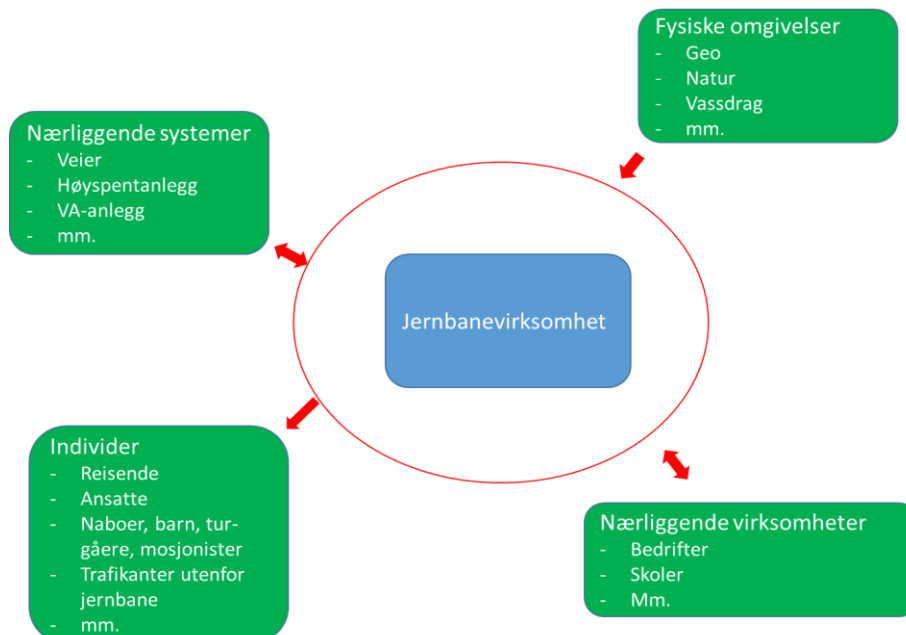 Fysiske omgivelser
- Geo
- Natur
- Vassdrag
- mm.
Nærliggende systemer
- Veier
- Høyspentanlegg
- VA-anlegg
- mm.
Jernbanevirksomhet
Individer
- Reisende
- Ansatte
- Naboer, barn, tur-
gåere, mosjonister
- Trafikanter utenfor
jernbane
- mm.
Nærliggende virksomheter
- Bedrifter
- Skoler
- Mm.